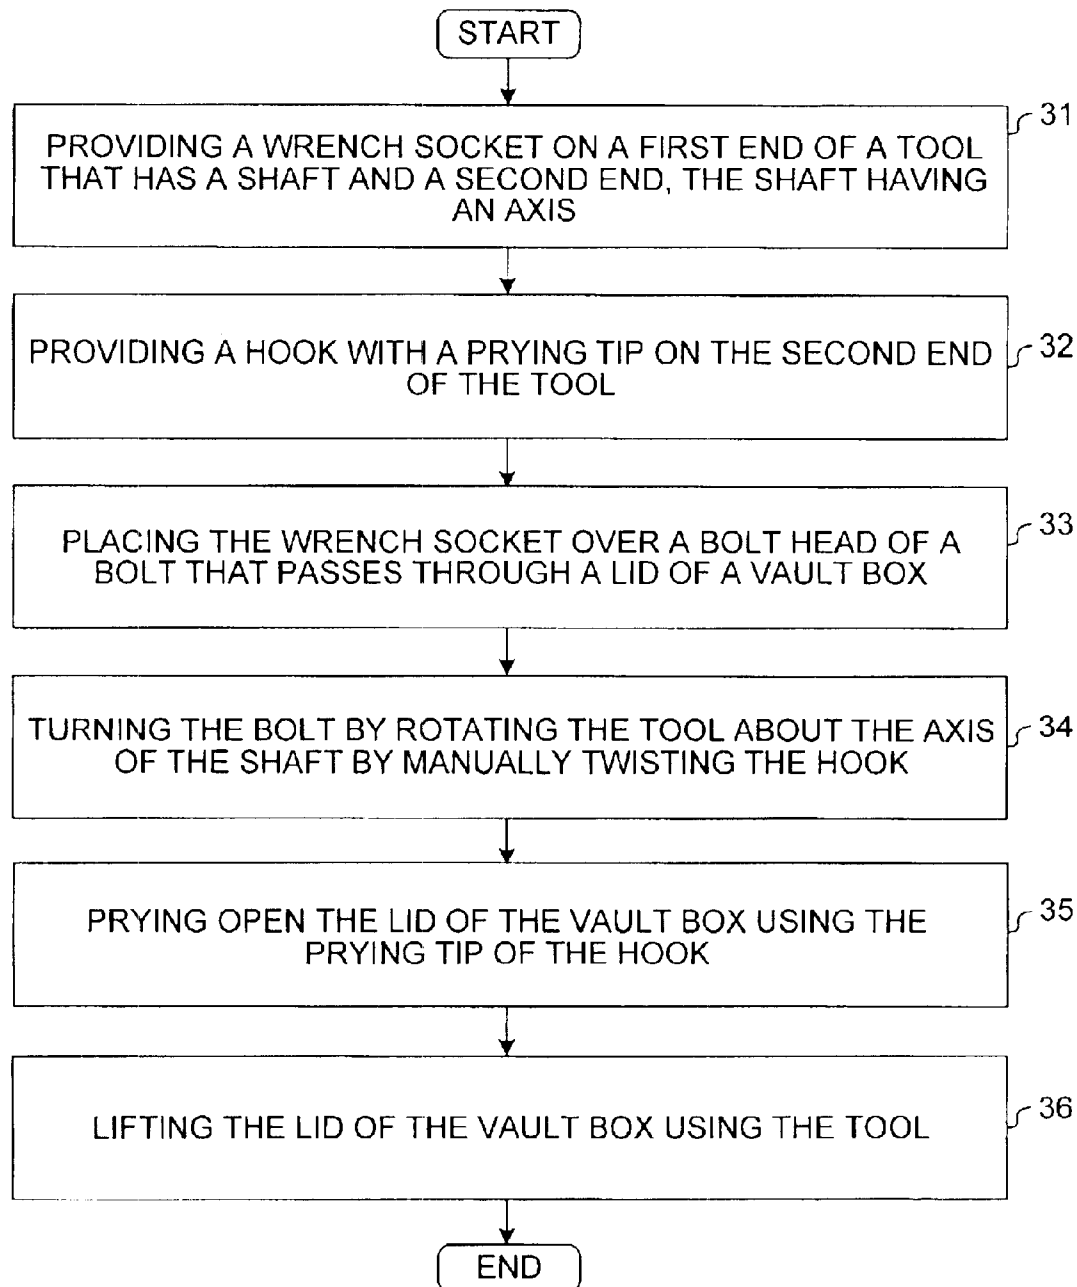 START
31
PROVIDING A WRENCH SOCKET ON A FIRST END OF A TOOL
THAT HAS A SHAFT AND A SECOND END, THE SHAFT HAVING
AN AXIS
32
PROVIDING A HOOK WITH A PRYING TIP ON THE SECOND END
OF THE TOOL
33
PLACING THE WRENCH SOCKET OVER A BOLT HEAD OF A
BOLT THAT PASSES THROUGH A LID OF A VAULT BOX
34
TURNING THE BOLT BY ROTATING THE TOOL ABOUT THE AXIS
OF THE SHAFT BY MANUALLY TWISTING THE HOOK
35
PRYING OPEN THE LID OF THE VAULT BOX USING THE
PRYING TIP OF THE HOOK
36
LIFTING THE LID OF THE VAULT BOX USING THE TOOL
END